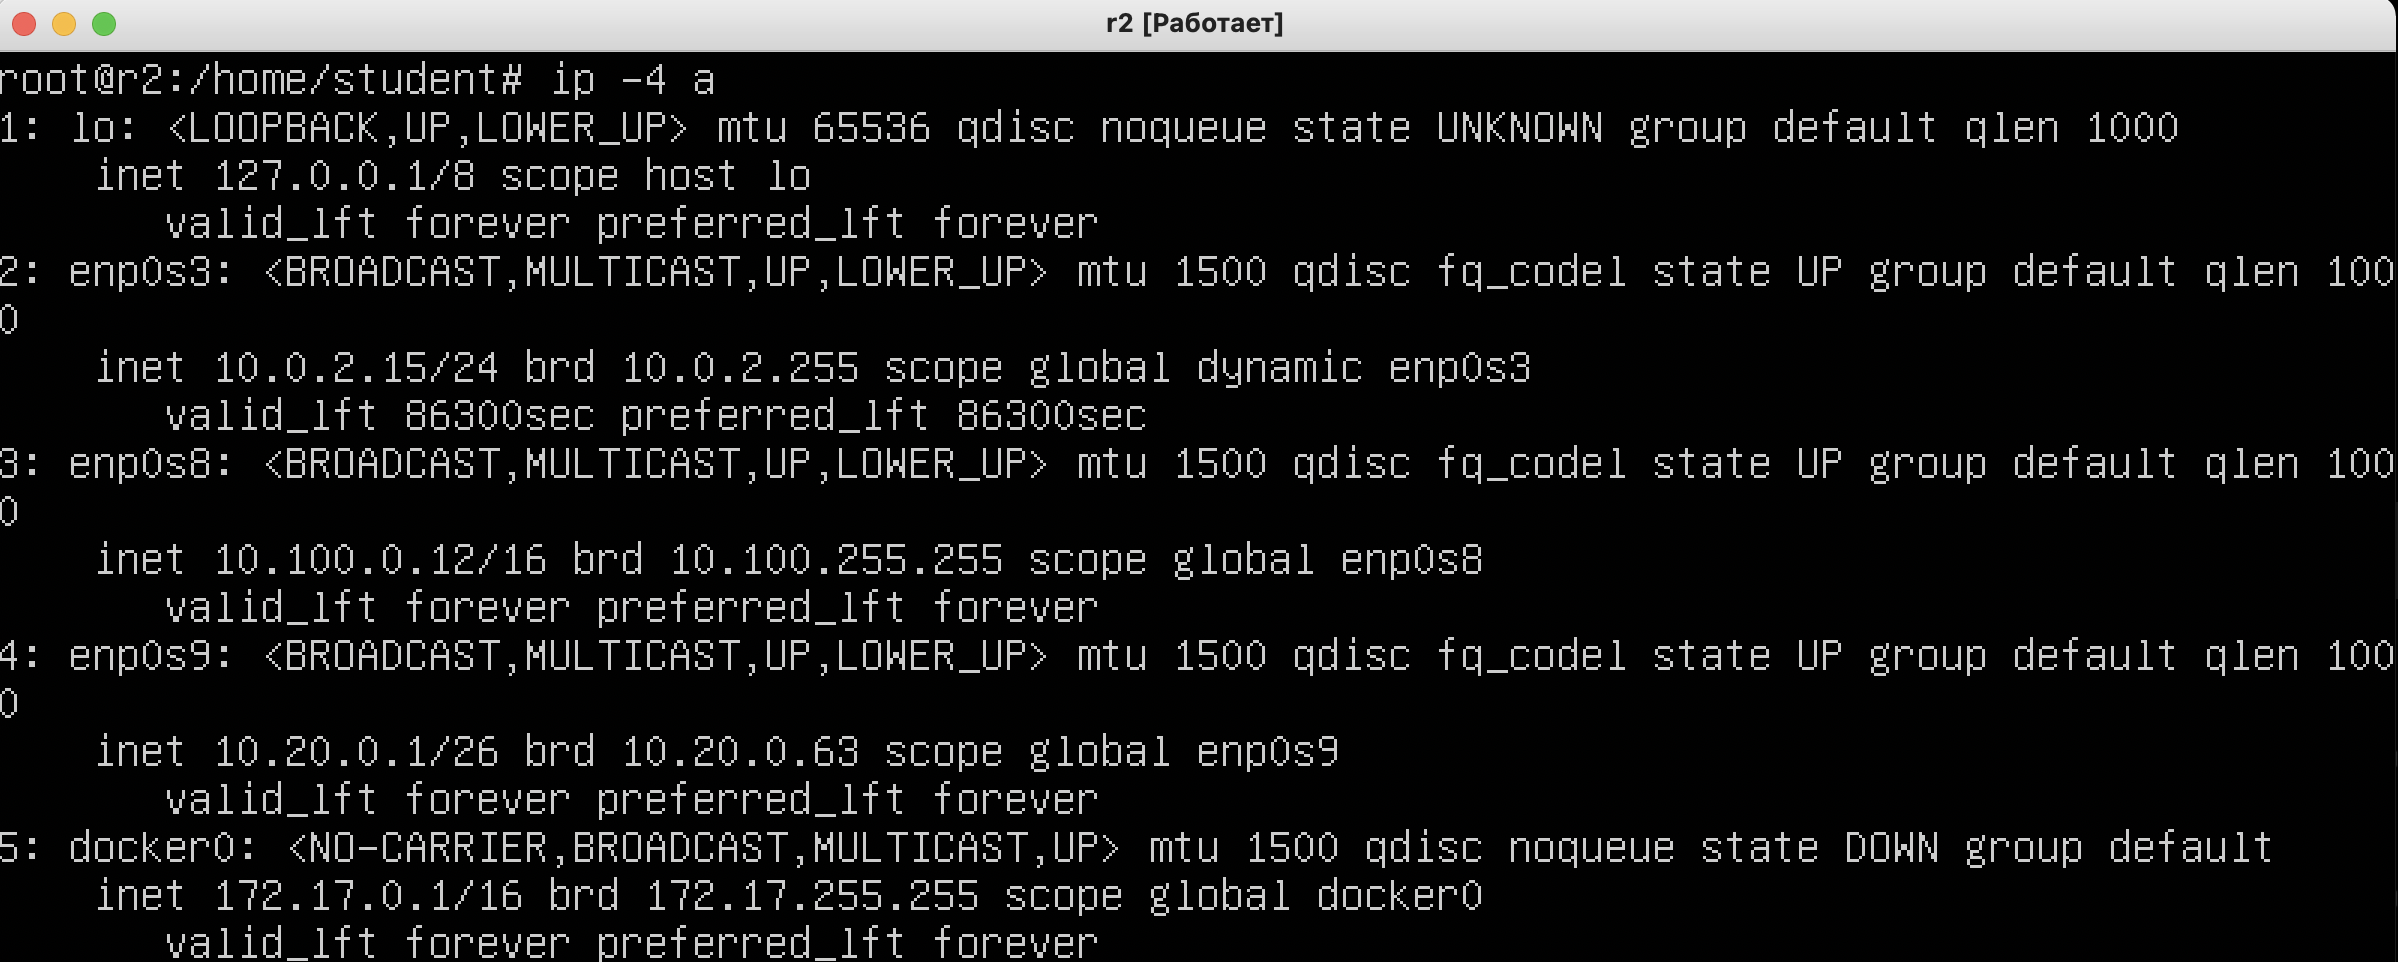 r2 [Работает]
root@r2:/home/student# ip -4 a
1: lo: <LOOPBACK,UP,LOWER_UP> mtu 65536 qdisc noqueue state UNKNOWN group default qlen 1000
    inet 127.0.0.1/8 scope host lo
       valid_lft forever preferred_lft forever
2: enp0s3: <BROADCAST,MULTICAST,UP,LOWER_UP> mtu 1500 qdisc fq_codel state UP group default qlen 100
0
    inet 10.0.2.15/24 brd 10.0.2.255 scope global dynamic enp0s3
       valid_lft 86300sec preferred_lft 86300sec
3: enp0s8: <BROADCAST,MULTICAST,UP,LOWER_UP> mtu 1500 qdisc fq_codel state UP group default qlen 100
0
    inet 10.100.0.12/16 brd 10.100.255.255 scope global enp0s8
       valid_lft forever preferred_lft forever
4: enp0s9: <BROADCAST,MULTICAST,UP,LOWER_UP> mtu 1500 qdisc fq_codel state UP group default qlen 100
0
    inet 10.20.0.1/26 brd 10.20.0.63 scope global enp0s9
       valid_lft forever preferred_lft forever
5: docker0: <NO-CARRIER,BROADCAST,MULTICAST,UP> mtu 1500 qdisc noqueue state DOWN group default
    inet 172.17.0.1/16 brd 172.17.255.255 scope global docker0
       valid_lft forever preferred_lft forever